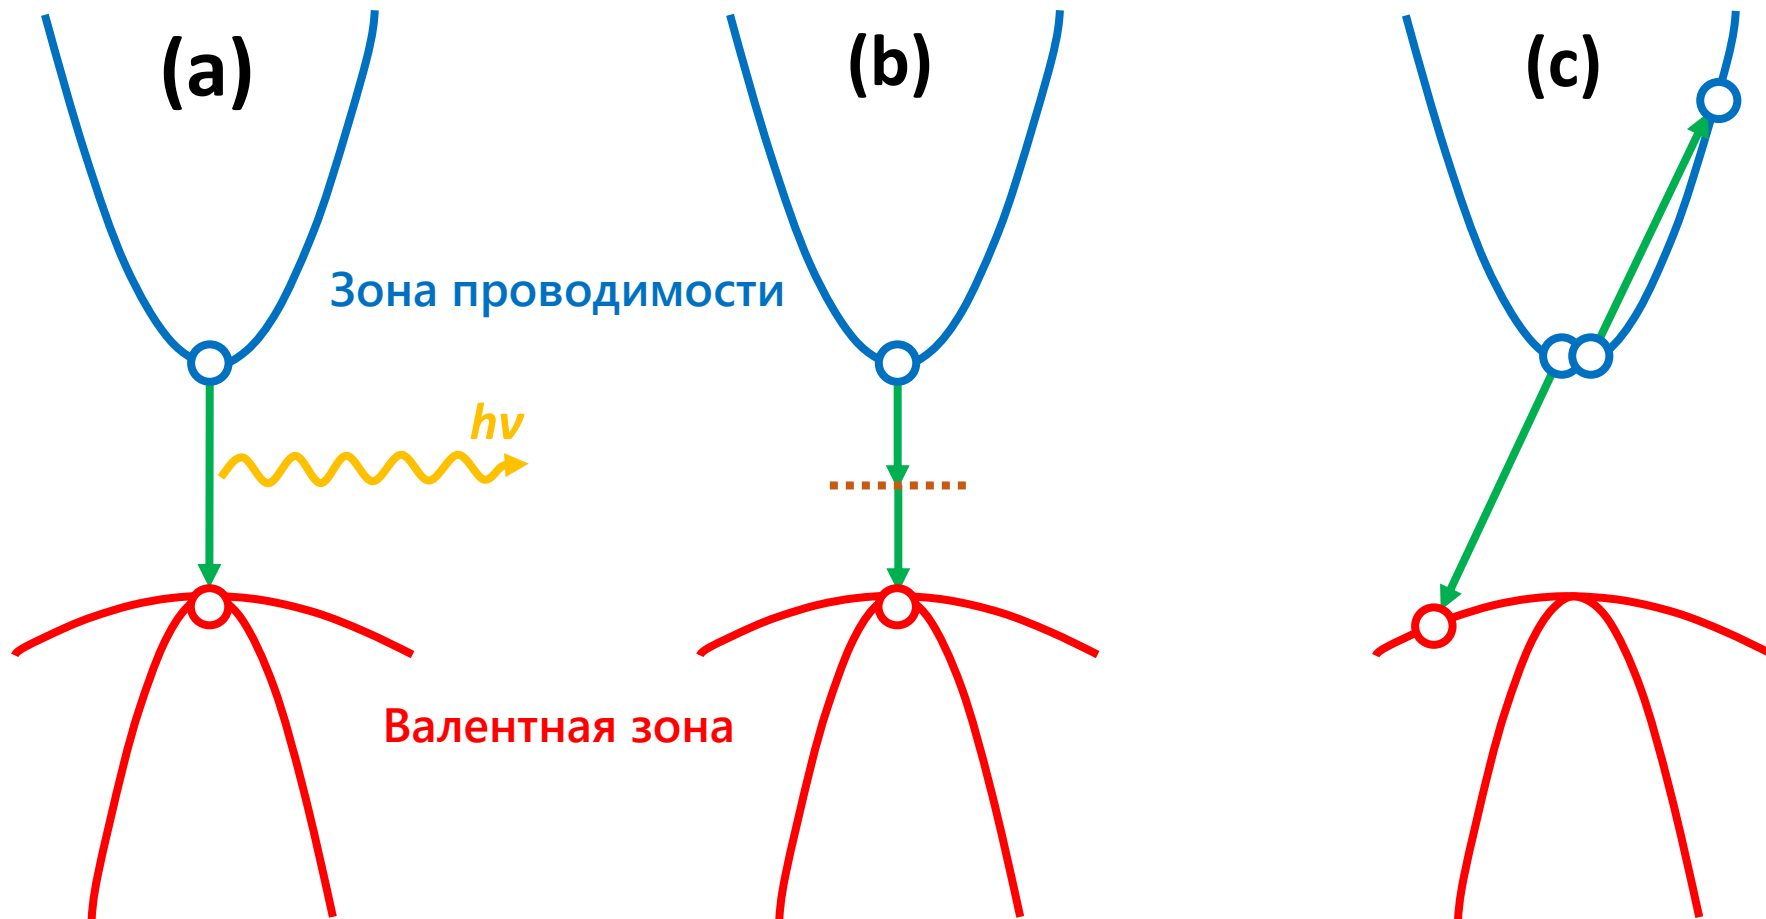 (a)
(b)
(c)
Зона проводимости
hν
Валентная зона